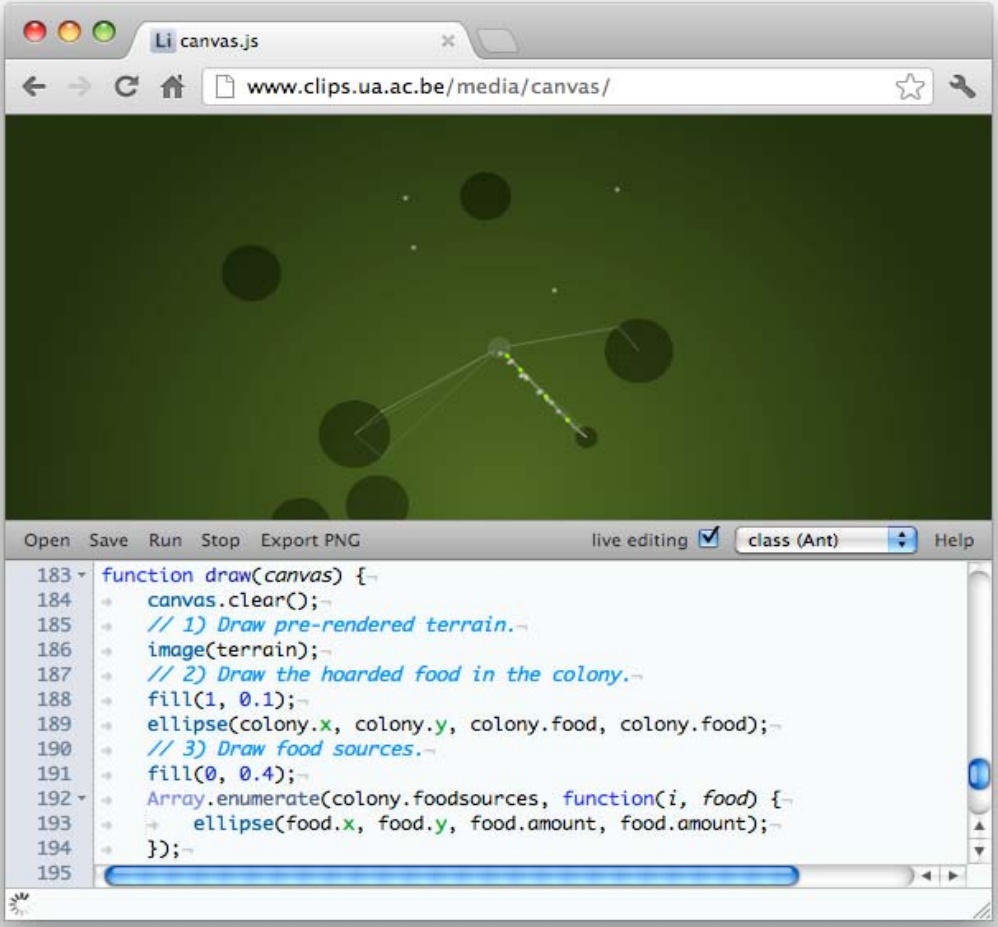 Li canvas.js
www.clips.ua.ac.be/media/canvas/
Open Save Run Stop Export PNG live editing class (Ant) Help
183 function draw(canvas) {
184 canvas.clear();
185 // 1) Draw pre-rendered terrain.
186 image(terrain);
187 // 2) Draw the hoarded food in the colony.
188 fill(1, 0.1);
189 ellipse(colony.x, colony.y, colony.food, colony.food);
190 // 3) Draw food sources.
191 fill(0, 0.4);
192 Array.enumerate(colony.foodsources, function(i, food) {
193 ellipse(food.x, food.y, food.amount, food.amount);
194 });
195